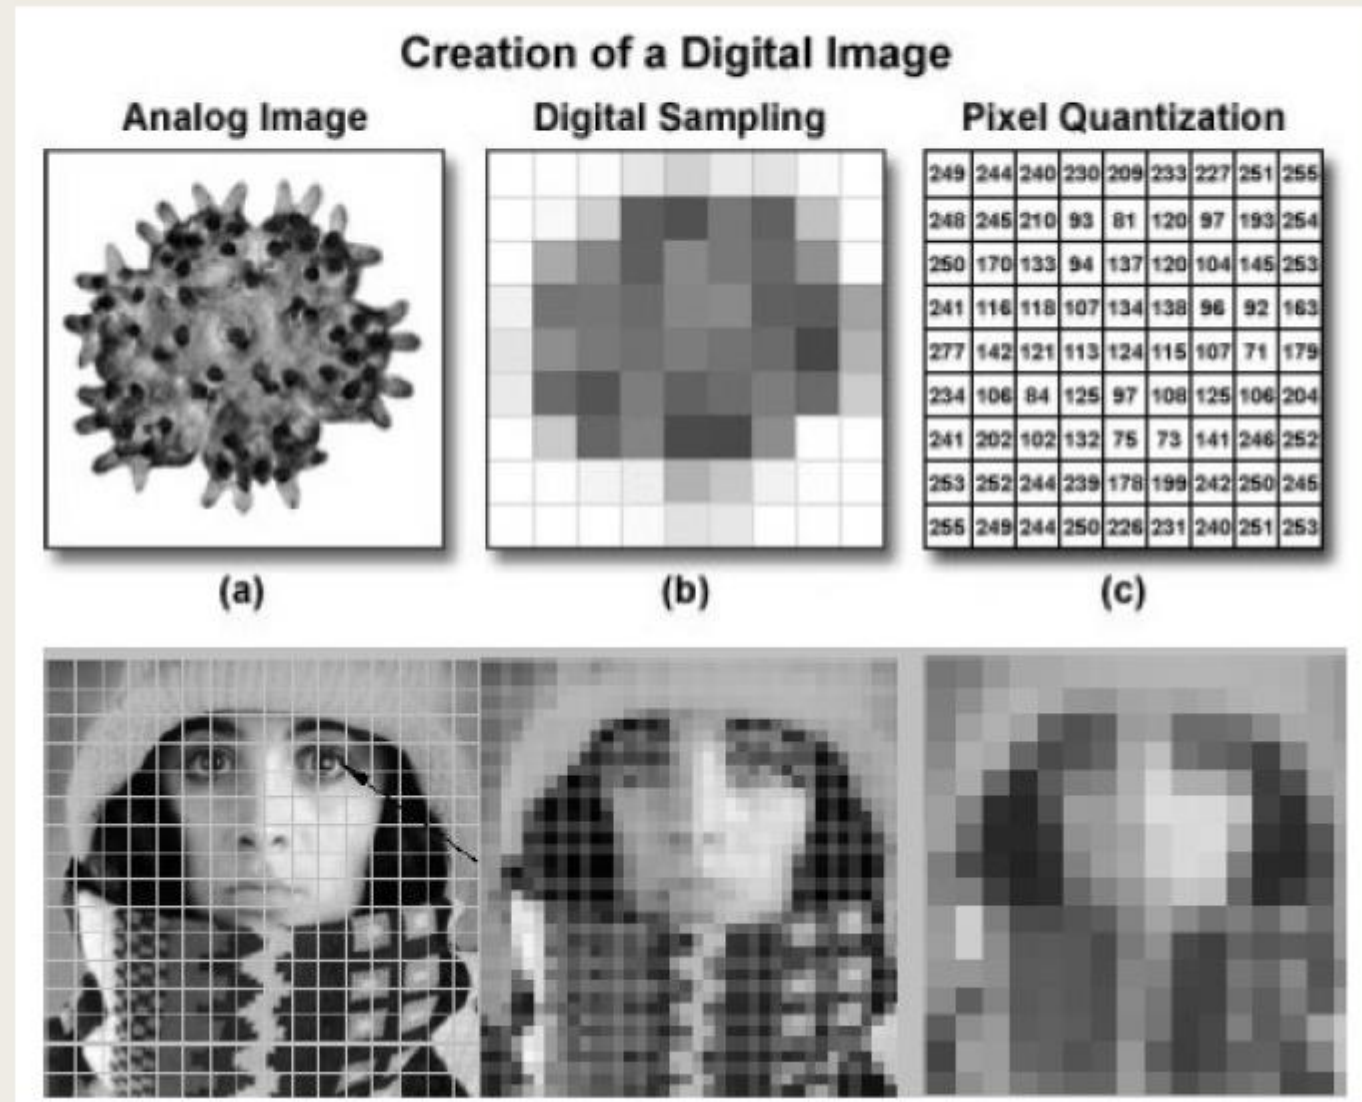 Creation of a Digital Image
Analog Image Digital Sampling Pixel Quantization
249 244 240 230 209 233 227 251 255
248 245 210 93 81 120 97 193 254
250 170 133 94 137 120 104 145 253
241 116 118 107 134 138 96 92 163
277 142 121 113 124 115 107 71 179
234 106 84 125 97 108 125 106 204
241 202 102 132 75 73 141 246 252
253 252 244 239 178 199 242 250 245
255 249 244 250 226 231 240 251 253
(a) (b) (c)